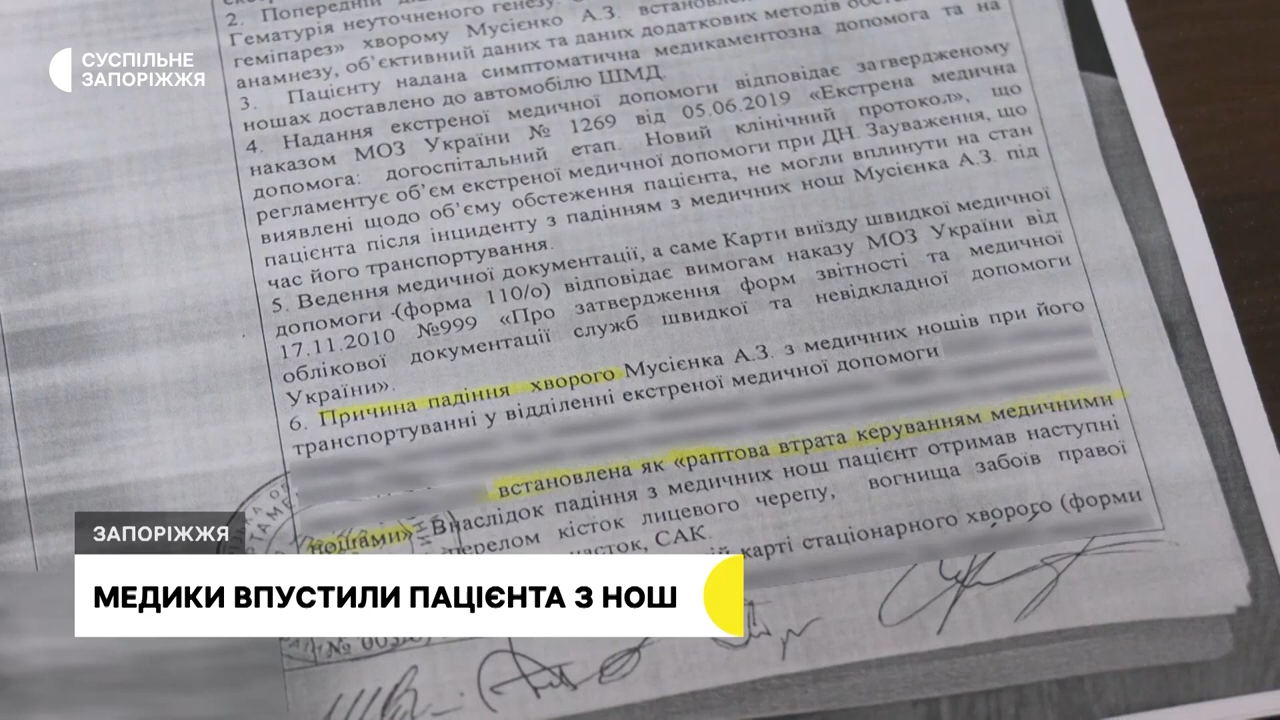 СУСПІЛЬНЕ
ЗАПОРІЖЖЯ
2. Попередній
Гематурія неуточненого генезу.
геміпарез» хворому Мусієнко А.З. встановлен
анамнезу, об’єктивний даних та даних додаткових методів
3. Пацієнту надана симптоматична медикаментозна допомога та на
ношах доставлено до автомобілю ШМД.
4. Надання екстреної медичної допомоги відповідає затвердженому
наказом МОЗ України № 1269 від 05.06.2019 «Екстрена медична
допомога: догоспітальний етап. Новий клінічний протокол», що
регламентує об’єм екстреної медичної допомоги при ДН. Зауваження, що
виявлені щодо об’єму обстеження пацієнта, не могли вплинути на стан
пацієнта після інциденту з падінням з медичних нош Мусієнка А.З. під
час його транспортування.
5. Ведення медичної документації, а саме Карти виїзду швидкої медичної
допомоги (форма 110/о) відповідає вимогам наказу МОЗ України від
17.11.2010 №999 «Про затвердження форм звітності та медичної
облікової документації служб швидкої та невідкладної допомоги
України».
6. Причина падіння хворого Мусієнка А.З. з медичних ношів при його
транспортуванні у відділенні екстреної медичної допомоги
встановлена як «раптова втрата керуванням медичними
ношами» Внаслідок падіння з медичних нош пацієнт отримав наступні
перелом кісток лицевого черепу, вогнища забоїв правої
часток, САК.
карті стаціонарного хворого (форми
ЗАПОРІЖЖЯ
МЕДИКИ ВПУСТИЛИ ПАЦІЄНТА З НОШ